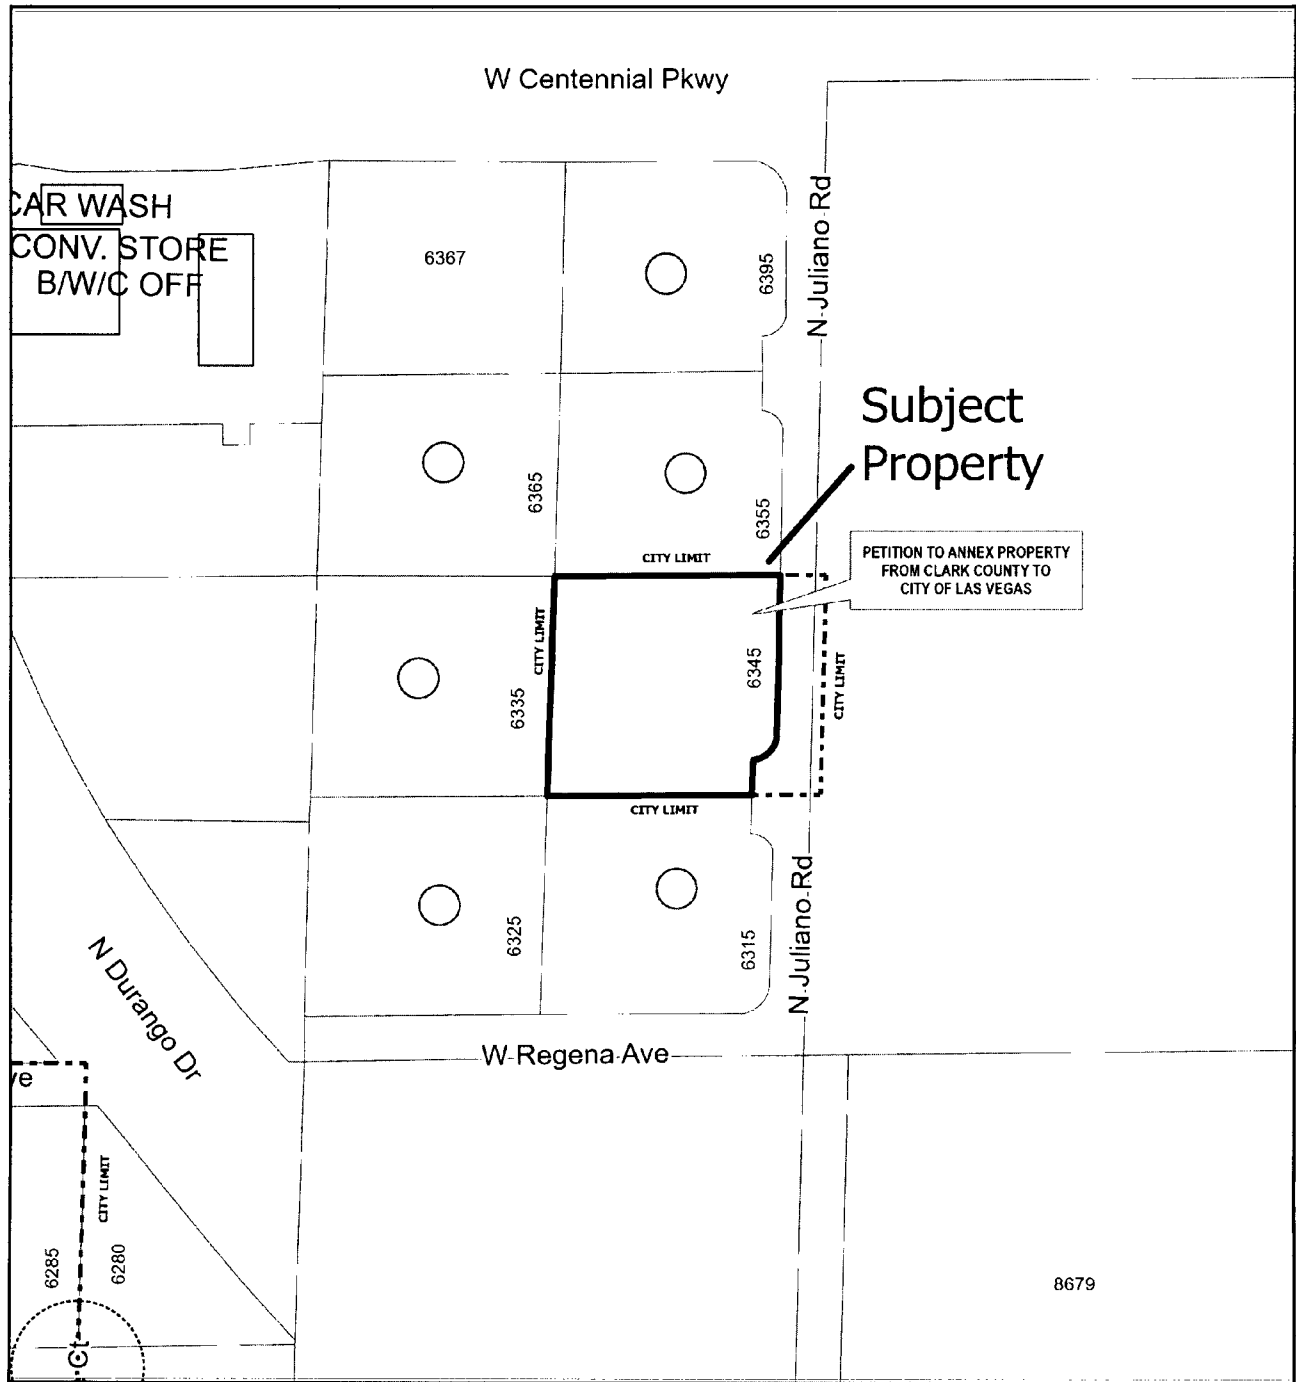 W Centennial Pkwy
CAR WASH
CONV. STORE
B/W/C OFF
6367
6395
N Juliano Rd
Subject
Property
6365
6355
CITY LIMIT
PETITION TO ANNEX PROPERTY
FROM CLARK COUNTY TO
CITY OF LAS VEGAS
CITY LIMIT
6335
6345
CITY LIMIT
CITY LIMIT
6325
6315
N Juliano Rd
N Durango Dr
W Regena Ave
ve
CITY LIMIT
6285
6280
8679
Ct